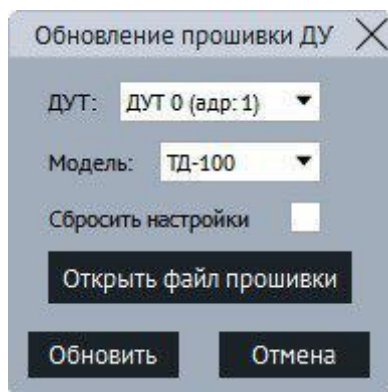 Обновление прошивки ДУ
ДУТ: ДУТ 0 (адр: 1)
Модель: ТД-100
Сбросить настройки
Открыть файл прошивки
Обновить Отмена